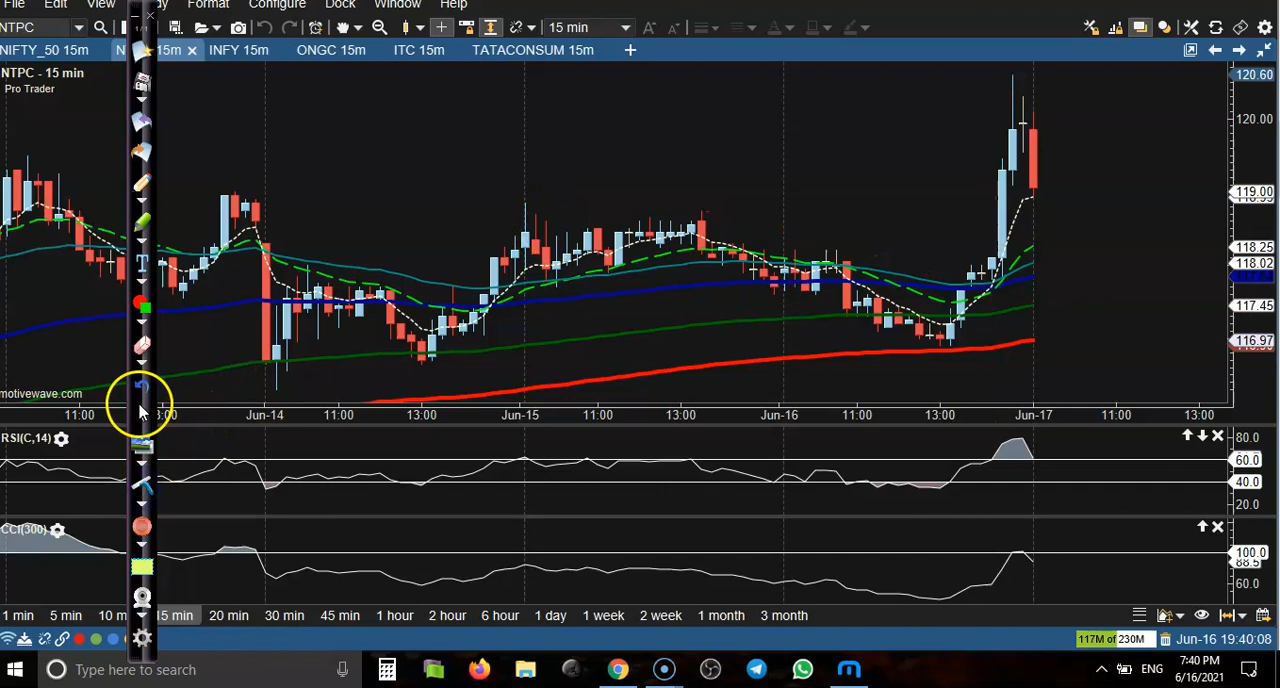 File Edit View Format Configure Dock Window Help
NTPC 15 min
NIFTY_50 15m 15m INFY 15m ONGC 15m ITC 15m TATACONSUM 15m
NTPC - 15 min
Pro Trader
120.60
120.00
119.00
118.25
118.02
117.45
116.97
motivewave.com
11:00 Jun-14 11:00 13:00 Jun-15 11:00 13:00 Jun-16 11:00 13:00 Jun-17 11:00 13:00
RSI(C,14)
80.0
60.0
40.0
20.0
CCI(300)
100.0
88.5
60.0
1 min 5 min 10 m 15 min 20 min 30 min 45 min 1 hour 2 hour 6 hour 1 day 1 week 2 week 1 month 3 month
117M of 230M Jun-16 19:40:08
Type here to search ENG 7:40 PM
6/16/2021